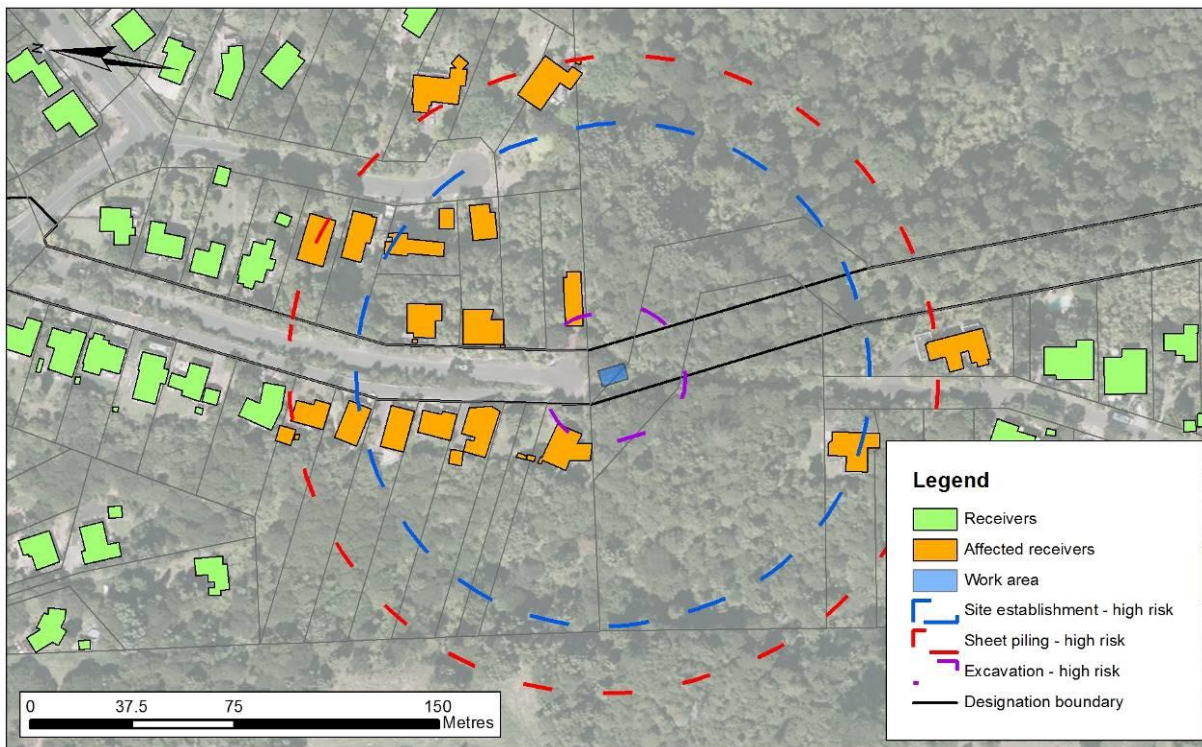 N
Legend
Receivers
Affected receivers
Work area
Site establishment - high risk
Sheet piling - high risk
Excavation - high risk
Designation boundary
0 37.5 75 150
Metres